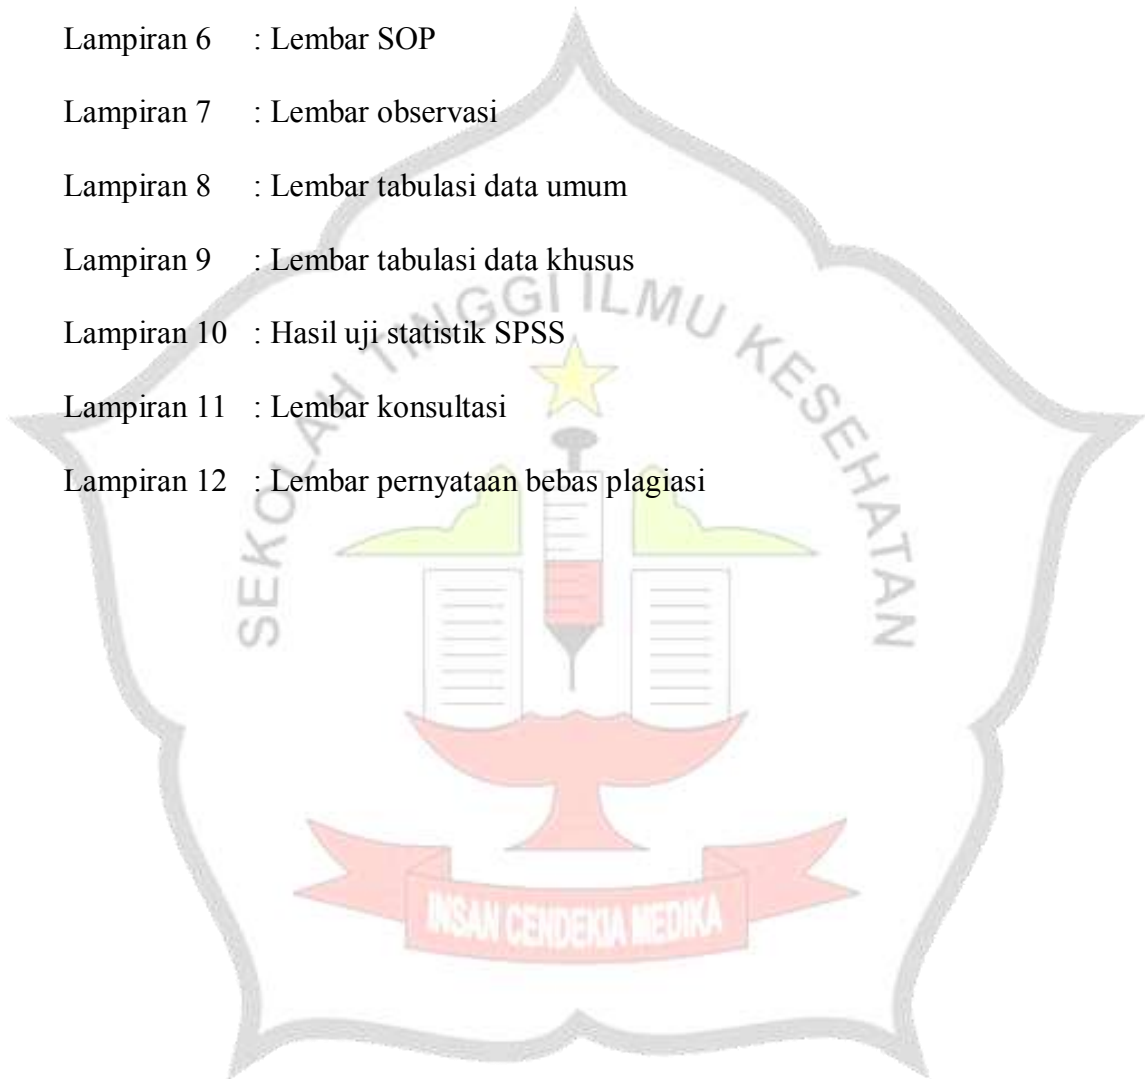 Lampiran 6 : Lembar SOP
Lampiran 7 : Lembar observasi
Lampiran 8 : Lembar tabulasi data umum
Lampiran 9 : Lembar tabulasi data khusus
Lampiran 10 : Hasil uji statistik SPSS
Lampiran 11 : Lembar konsultasi
Lampiran 12 : Lembar pernyataan bebas plagiasi
SEKOLAH TINGGI ILMU KESEHATAN
INSAN CENDEKIA MEDIKA